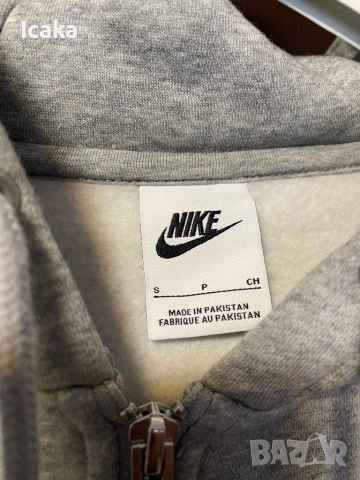 Icaka
NIKE
S P CH
MADE IN PAKISTAN
FABRIQUE AU PAKISTAN
BAZAR